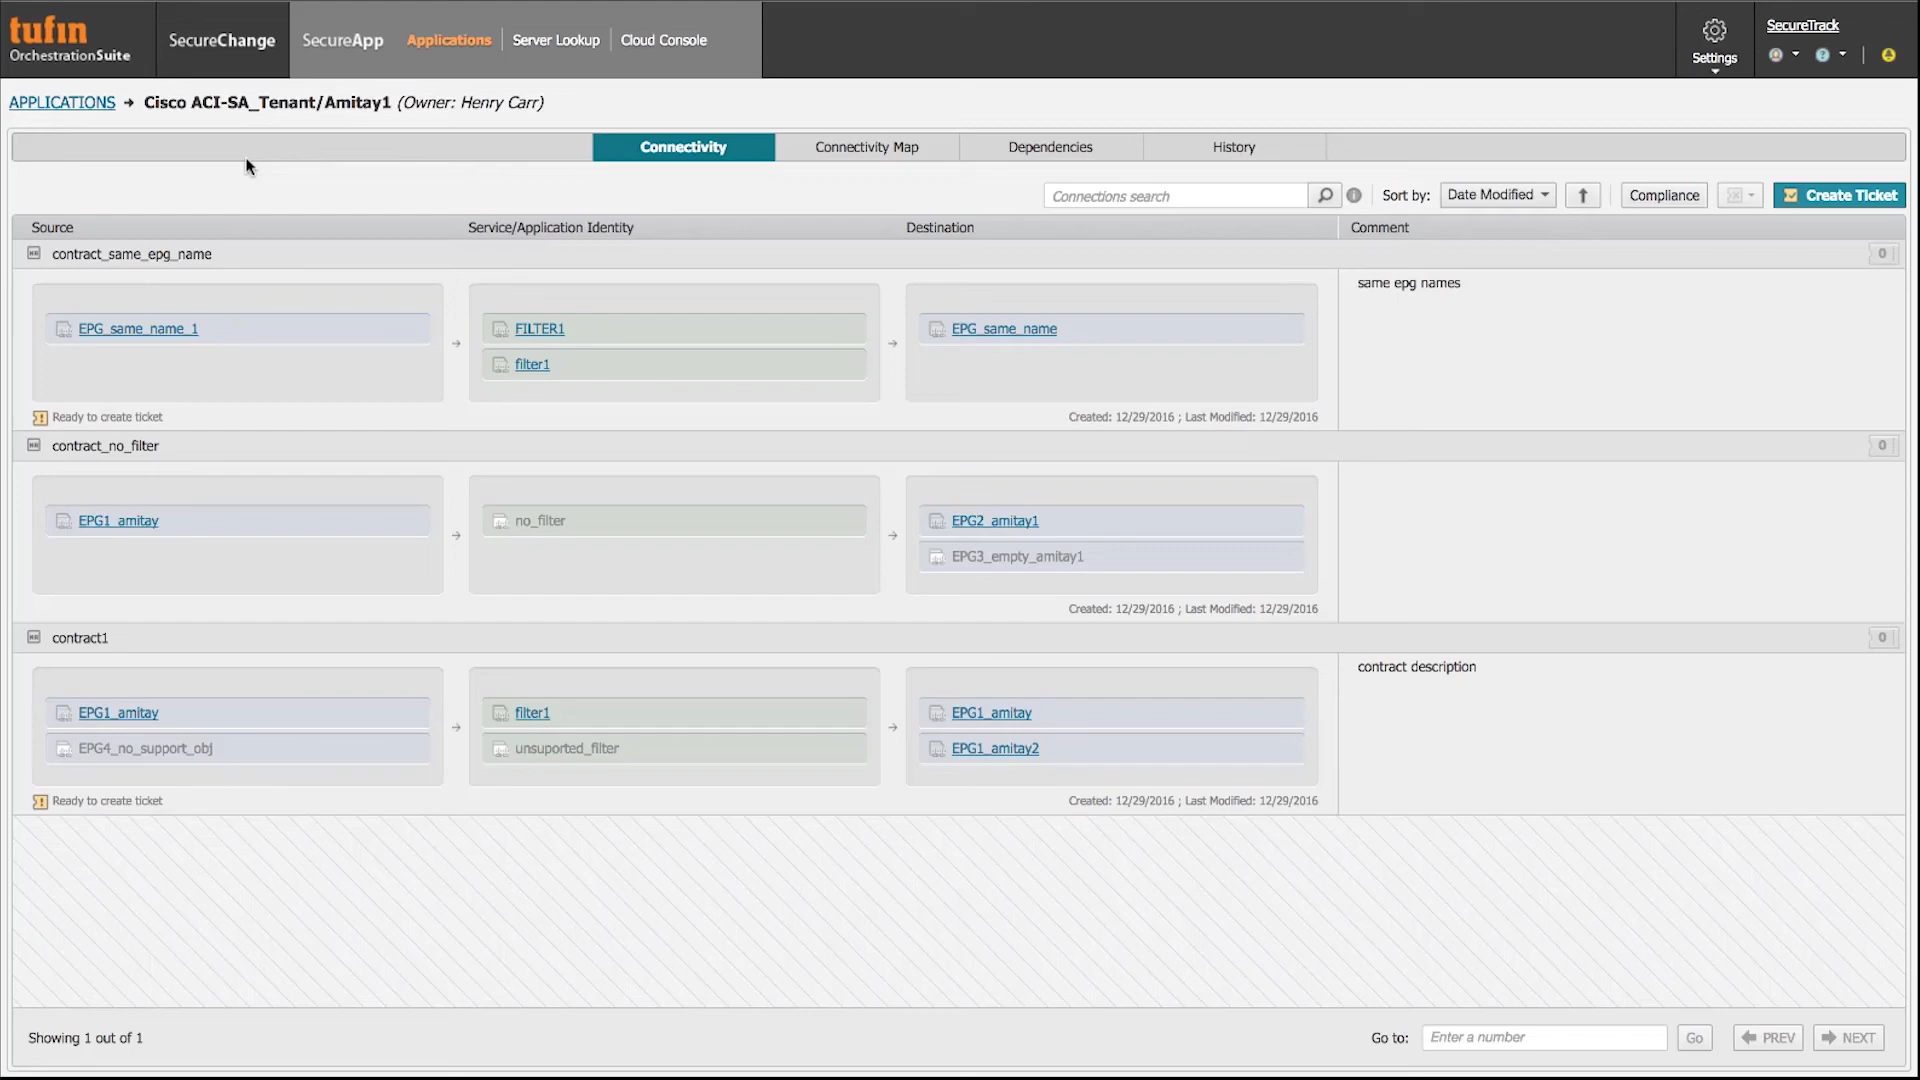 tufin
OrchestrationSuite
SecureChange
SecureApp
Applications
Server Lookup
Cloud Console
Settings
SecureTrack
APPLICATIONS → Cisco ACI-SA_Tenant/Amitay1 (Owner: Henry Carr)
Connectivity
Connectivity Map
Dependencies
History
Connections search
Sort by:
Date Modified
Compliance
Create Ticket
Source
Service/Application Identity
Destination
Comment
contract_same_epg_name
0
EPG_same_name_1
FILTER1
filter1
EPG_same_name
same epg names
Ready to create ticket
Created: 12/29/2016 ; Last Modified: 12/29/2016
contract_no_filter
0
EPG1_amitay
no_filter
EPG2_amitay1
EPG3_empty_amitay1
Created: 12/29/2016 ; Last Modified: 12/29/2016
contract1
0
EPG1_amitay
EPG4_no_support_obj
filter1
unsuported_filter
EPG1_amitay
EPG1_amitay2
contract description
Ready to create ticket
Created: 12/29/2016 ; Last Modified: 12/29/2016
Showing 1 out of 1
Go to:
Enter a number
Go
PREV
NEXT